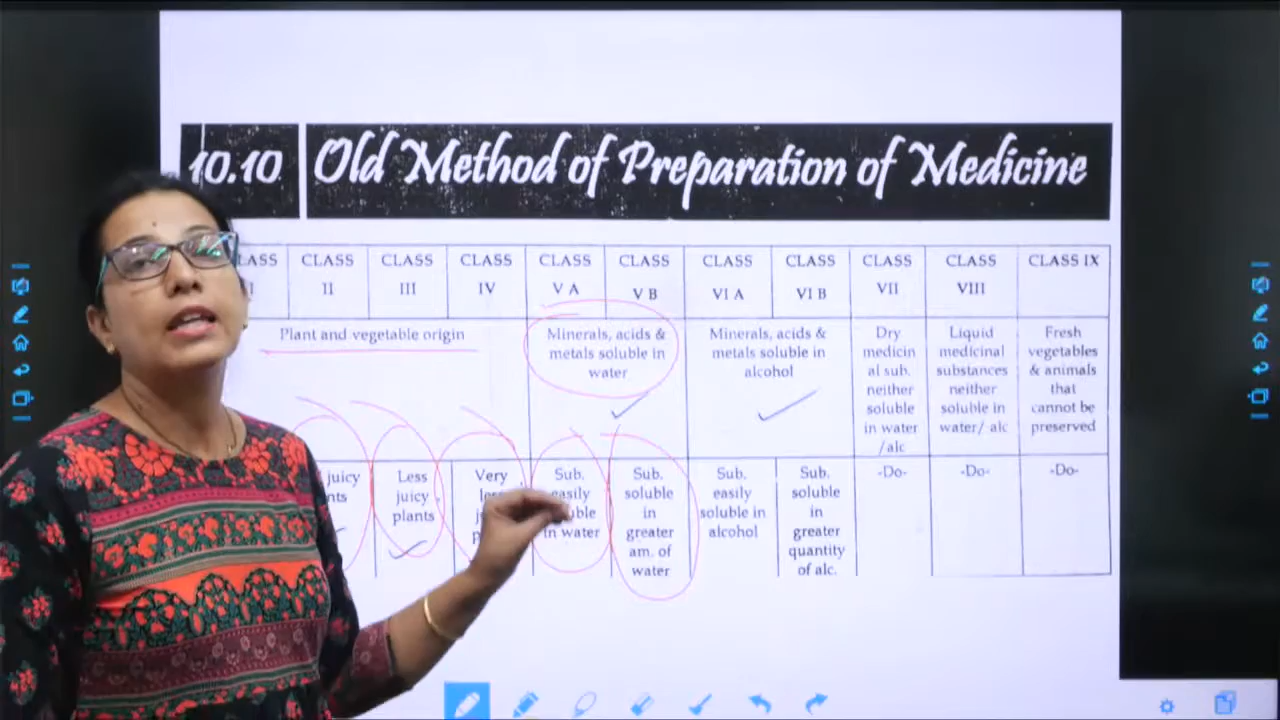 10.10 Old Method of Preparation of Medicine
CLASS CLASS CLASS CLASS CLASS CLASS CLASS CLASS CLASS CLASS IX
II III IV V A V B VI A VI B VII VIII
Plant and vegetable origin
Minerals, acids &
metals soluble in
water
Minerals, acids &
metals soluble in
alcohol
Dry
medicin
al sub.
neither
soluble
in water
/alc
Liquid
medicinal
substances
neither
soluble in
water/ alc
Fresh
vegetables
& animals
that
cannot be
preserved
juicy
Less
juicy
plants
Very
Sub.
easily
in water
Sub.
soluble
in
greater
am. of
water
Sub.
easily
soluble in
alcohol
Sub.
soluble
in
greater
quantity
of alc.
-Do-
-Do-
-Do-